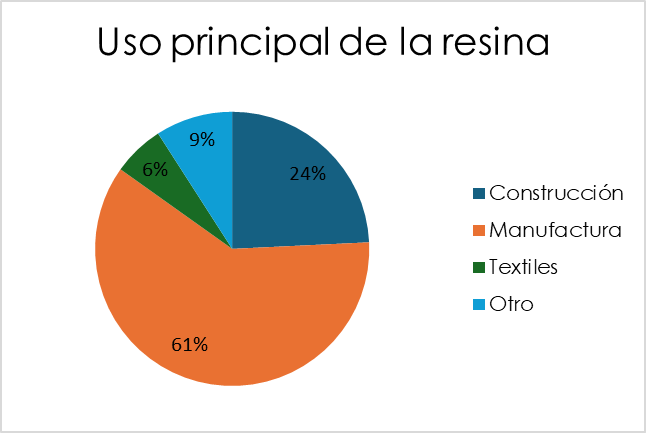 Uso principal de la resina
9%
6%
24%
61%
Construcción
Manufactura
Textiles
Otro